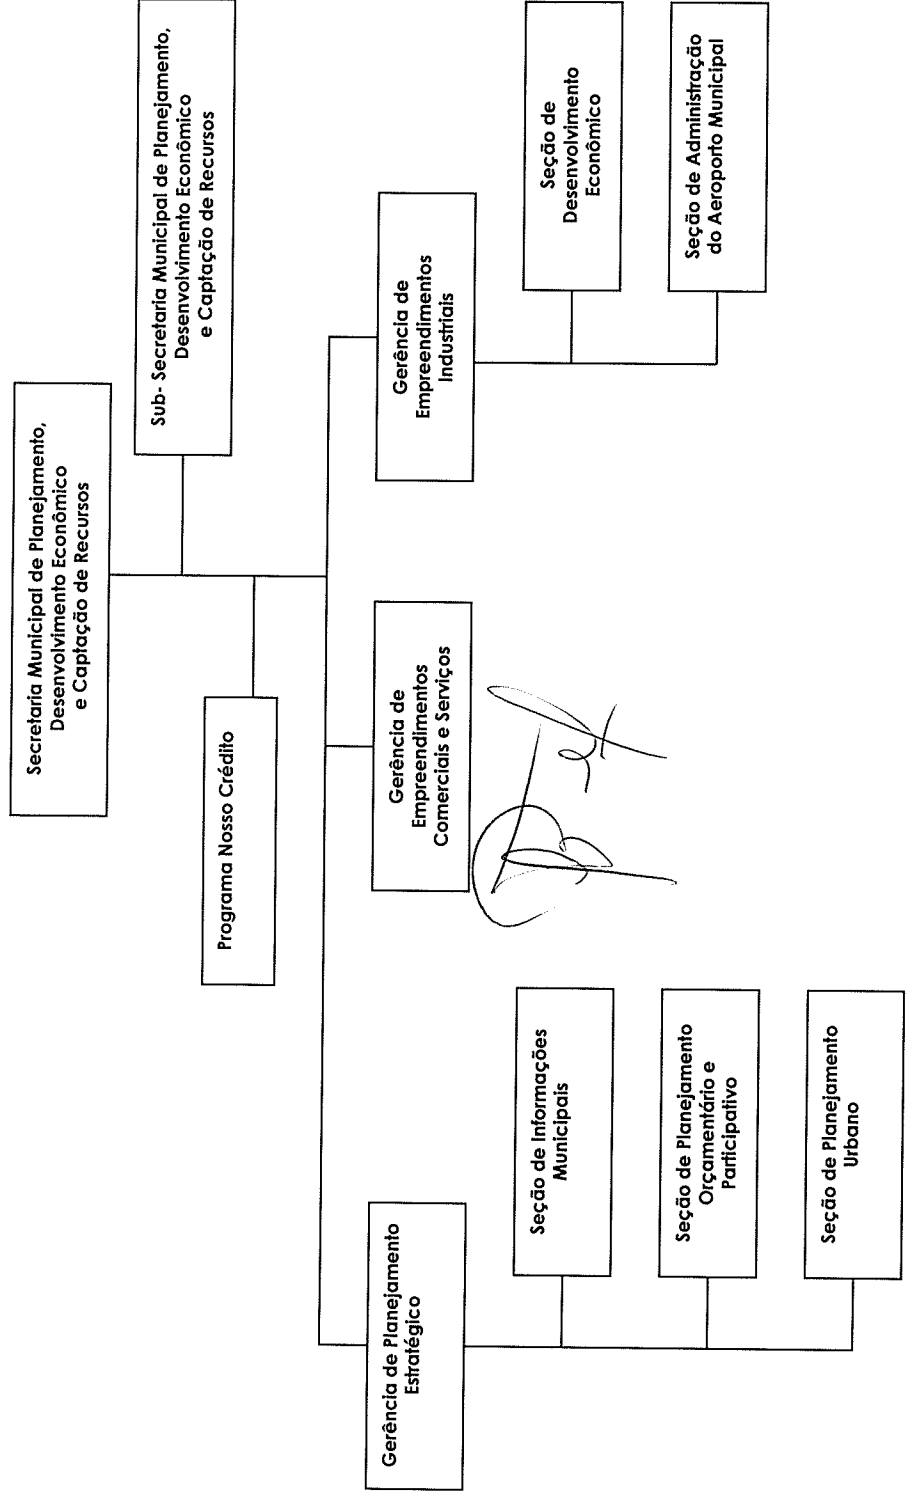 Secretaria Municipal de Planejamento,
Desenvolvimento Econômico
e Captação de Recursos
Sub- Secretaria Municipal de Planejamento,
Desenvolvimento Econômico
e Captação de Recursos
Programa Nosso Crédito
Gerência de Planejamento
Estratégico
Gerência de
Empreendimentos
Comerciais e Serviços
Gerência de
Empreendimentos
Industriais
Seção de Informações
Municipais
Seção de Planejamento
Orçamentário e
Participativo
Seção de Planejamento
Urbano
Seção de
Desenvolvimento
Econômico
Seção de Administração
do Aeroporto Municipal